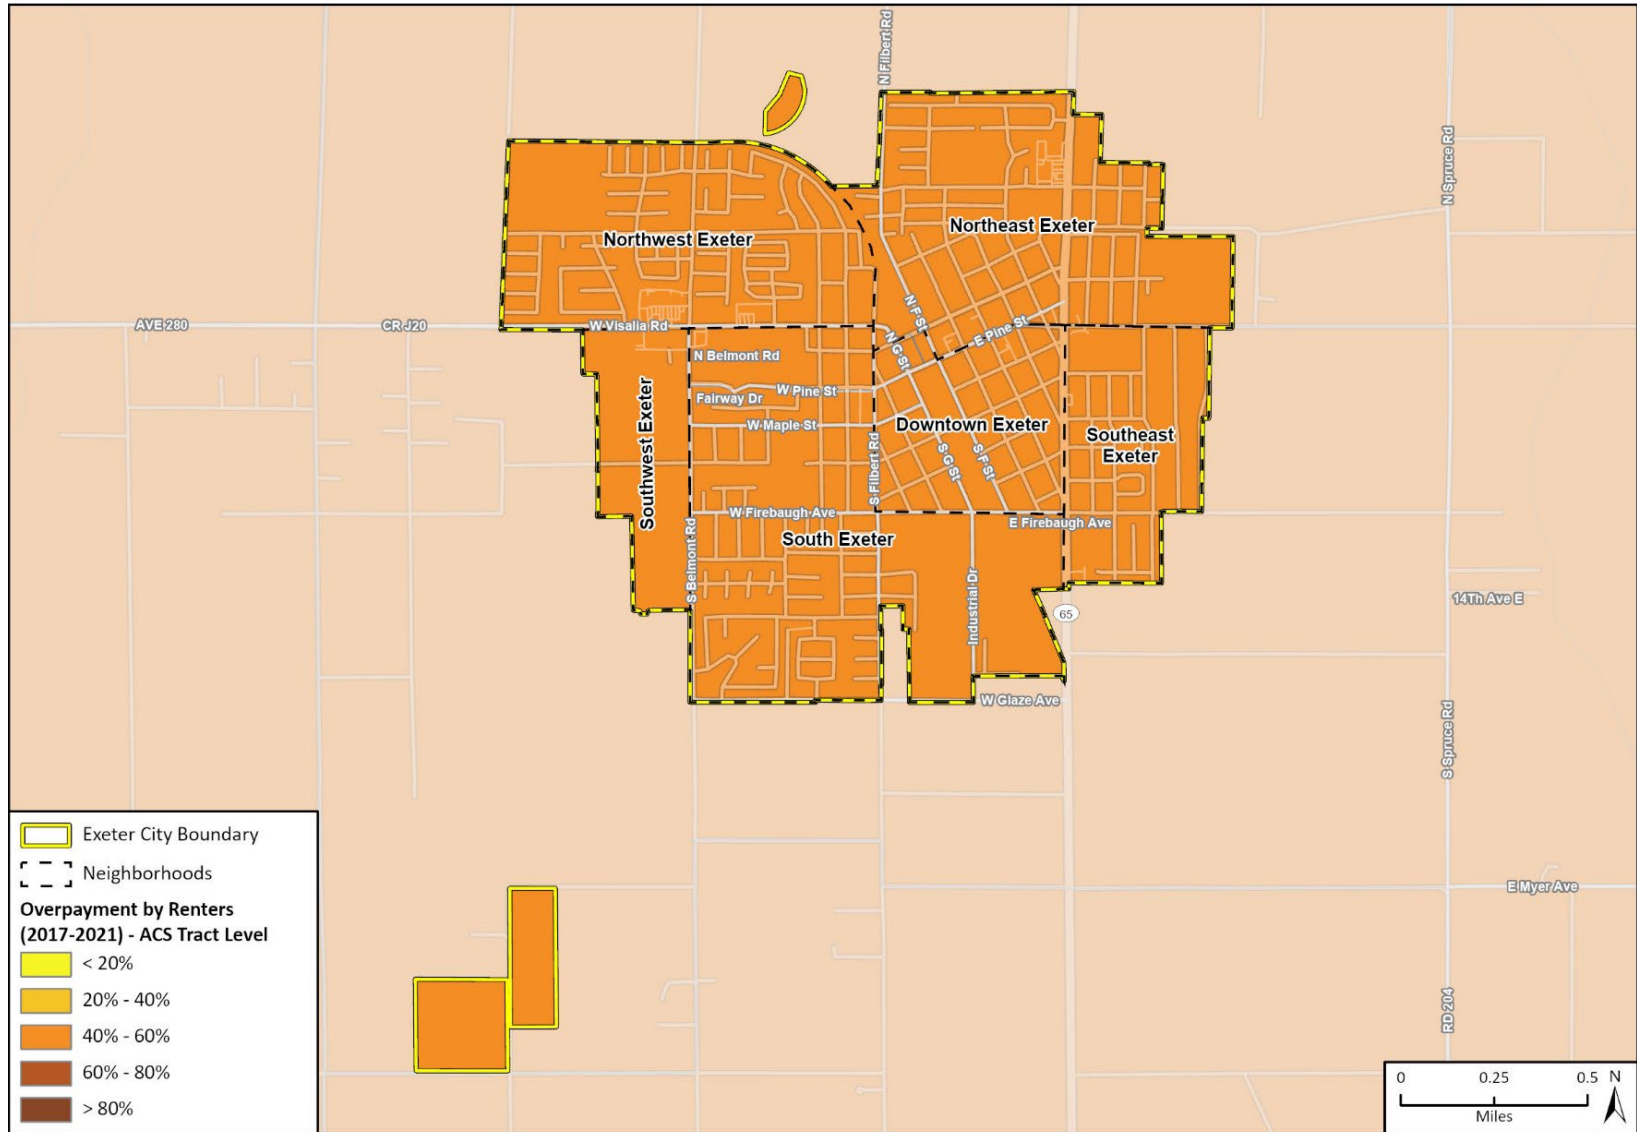 N Filbert Rd
N Spruce Rd
Northeast Exeter
Northwest Exeter
AVE 280
CR J20
W Visalia Rd
N F St
E Pine St
N G St
N Belmont Rd
W Pine St
Fairway Dr
W Maple St
Downtown Exeter
Southeast
Exeter
Southwest Exeter
S Filbert Rd
S G St
S F St
W Firebaugh Ave
E Firebaugh Ave
South Exeter
S Belmont Rd
Industrial Dr
65
14Th Ave E
W Glaze Ave
S Spruce Rd
E Myer Ave
RD 204
Exeter City Boundary
Neighborhoods
Overpayment by Renters
(2017-2021) - ACS Tract Level
< 20%
20% - 40%
40% - 60%
60% - 80%
> 80%
0 0.25 0.5 N
Miles